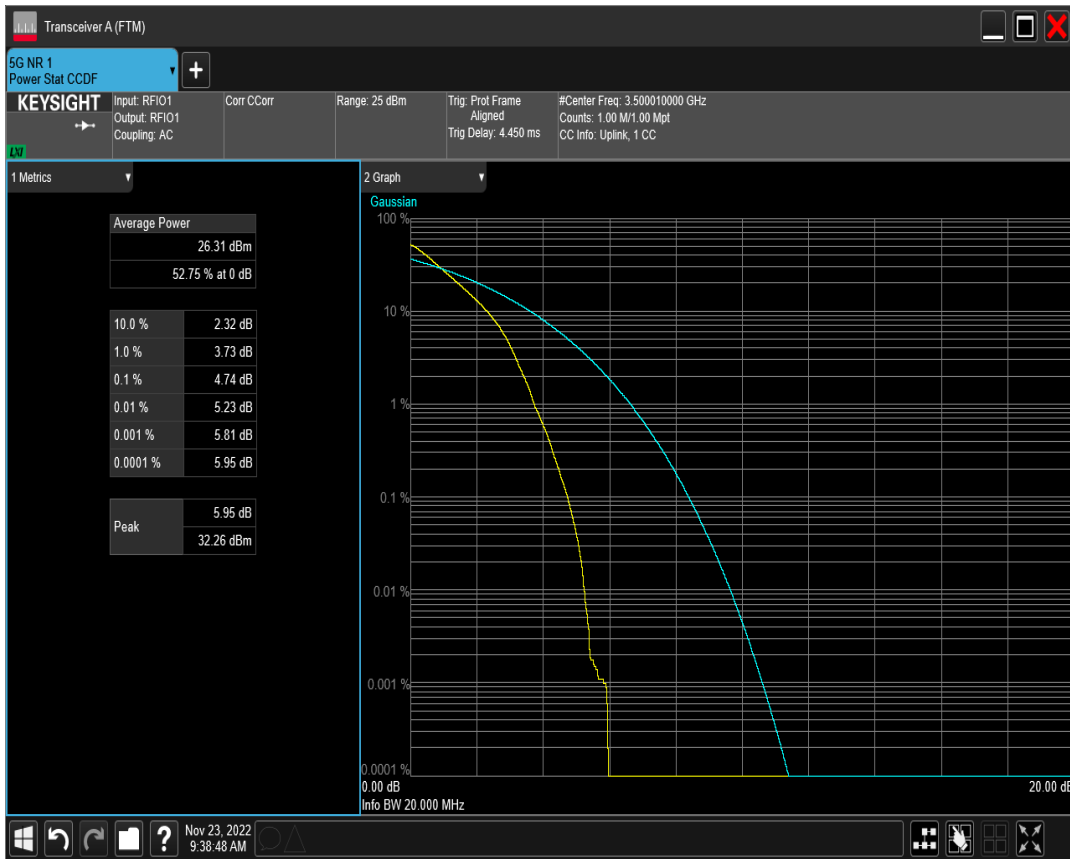 Transceiver A (FTM)
5G NR 1
Power Stat CCDF
+
KEYSIGHT
LXI
Input: RFIO1
Output: RFIO1
Coupling: AC
Corr CCorr
Range: 25 dBm
Trig: Prot Frame
Aligned
Trig Delay: 4.450 ms
#Center Freq: 3.500010000 GHz
Counts: 1.00 M/1.00 Mpt
CC Info: Uplink, 1 CC
1 Metrics
Average Power
26.31 dBm
52.75 % at 0 dB
10.0 % 2.32 dB
1.0 % 3.73 dB
0.1 % 4.74 dB
0.01 % 5.23 dB
0.001 % 5.81 dB
0.0001 % 5.95 dB
Peak
5.95 dB
32.26 dBm
2 Graph
Gaussian
100 %
10 %
1 %
0.1 %
0.01 %
0.001 %
0.0001 %
0.00 dB
20.00 dB
Info BW 20.000 MHz
?
Nov 23, 2022
9:38:48 AM